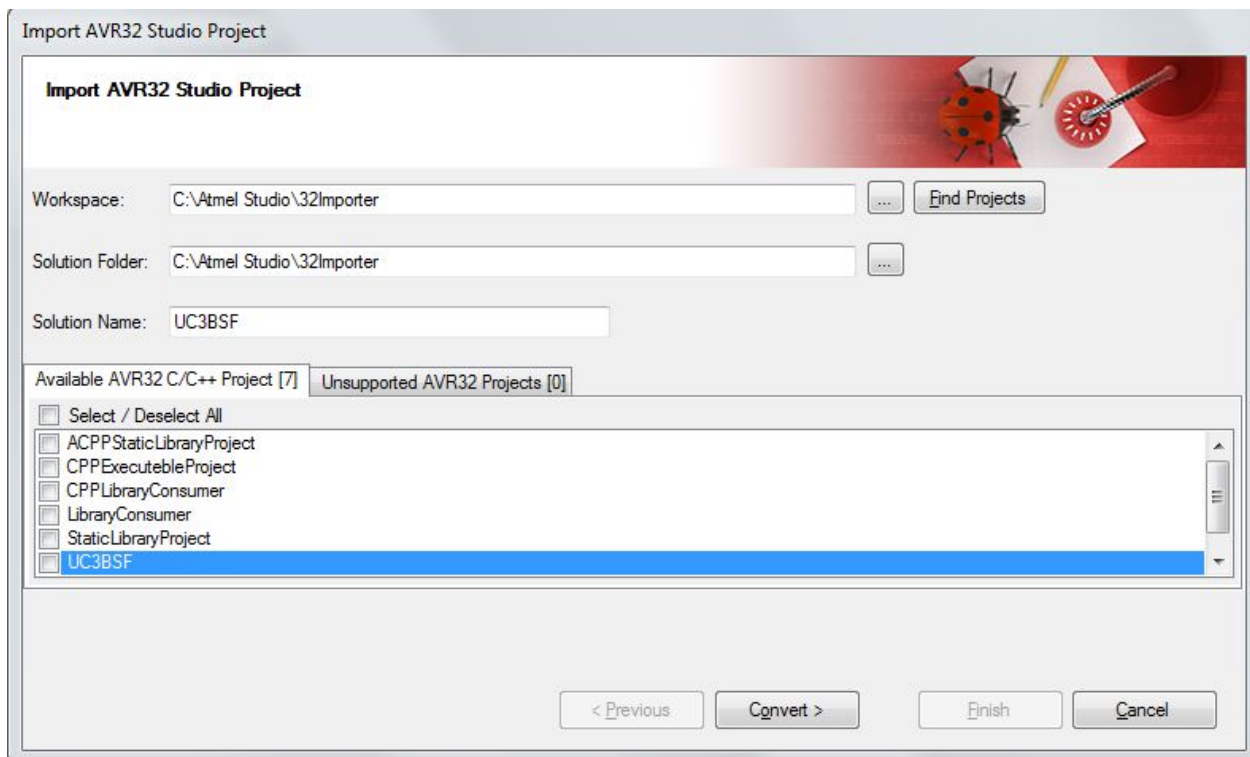 Import AVR32 Studio Project
Import AVR32 Studio Project
Workspace: C:\Atmel Studio\32Importer ... Find Projects
Solution Folder: C:\Atmel Studio\32Importer ...
Solution Name: UC3BSF
Available AVR32 C/C++ Project [7] Unsupported AVR32 Projects [0]
Select / Deselect All
ACPPStaticLibraryProject
CPPExecutebleProject
CPPLibraryConsumer
LibraryConsumer
StaticLibraryProject
UC3BSF
< Previous Convert > Finish Cancel